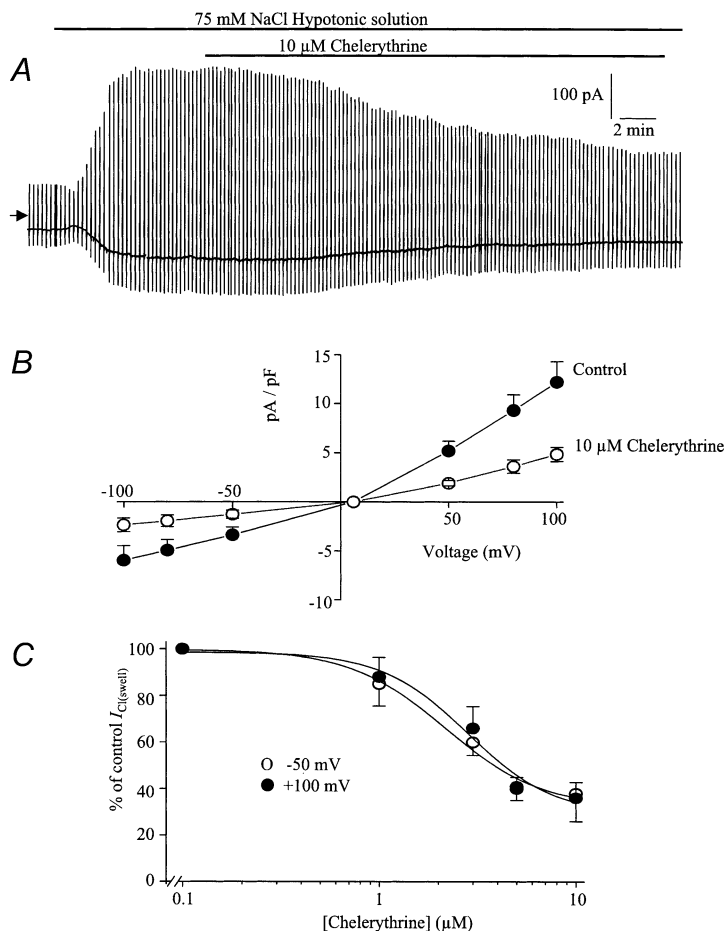 75 mM NaCl Hypotonic solution
10 µM Chelerythrine
A
100 pA
2 min
B
15
pA / pF
Control
10
10 µM Chelerythrine
5
-100
-50
50
100
Voltage (mV)
-5
-10
C
100
80
60
40
20
0
% of control ICl(swell)
-50 mV
+100 mV
0.1
1
10
[Chelerythrine] (µM)